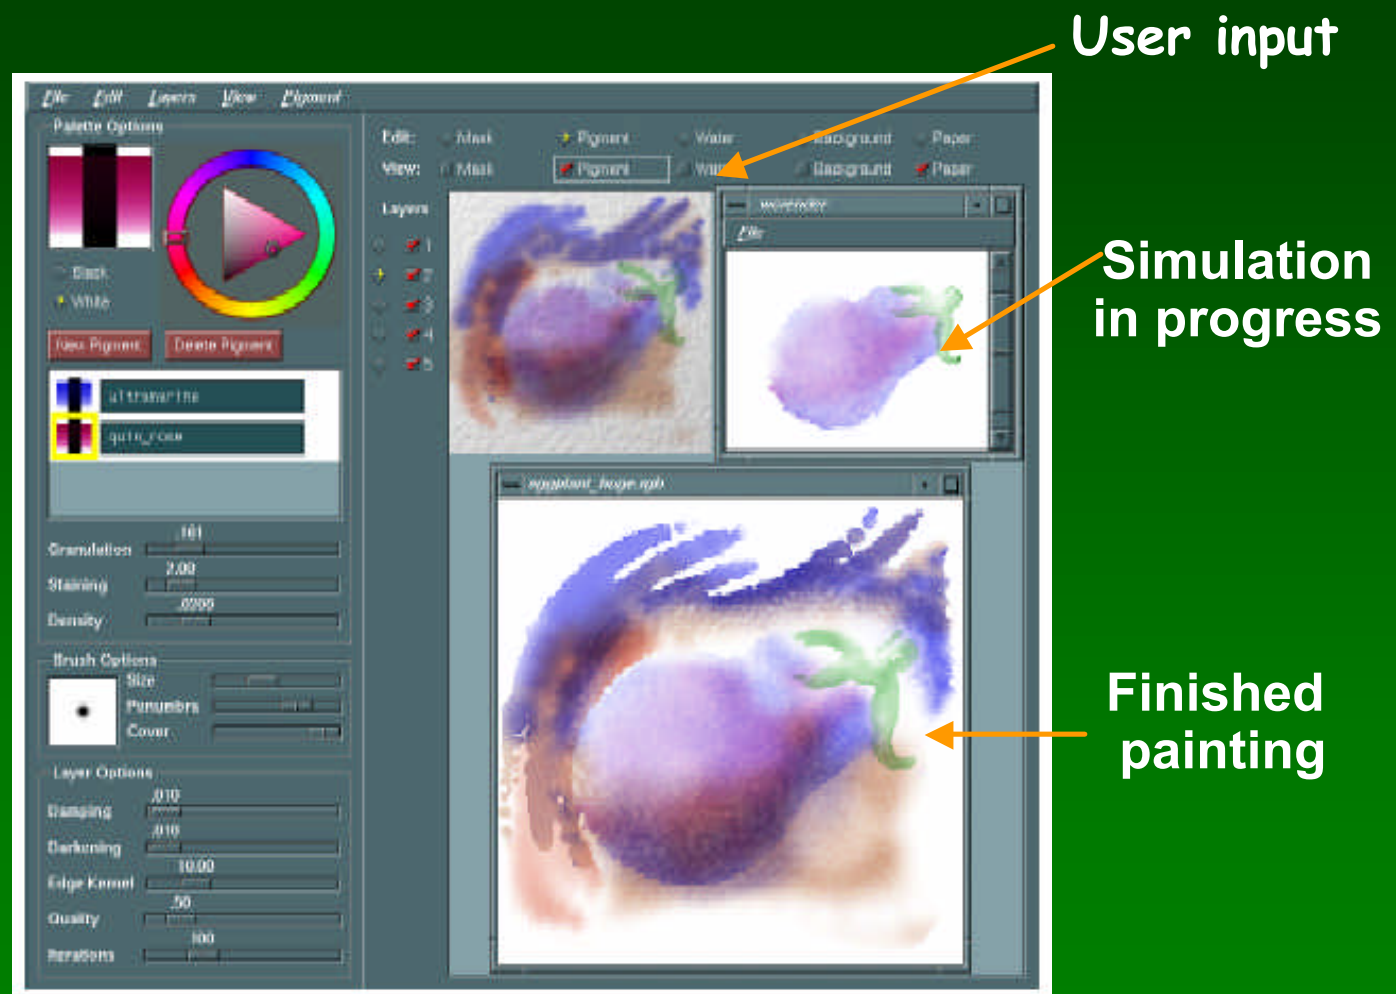 User input
File Edit Layers View Pigment
Palette Options
Edit: Mask Pigment Water Background Paper
View: Mask Pigment Background Paper
Layers
File
1
2
3
4
5
Black
White
New Pigment Delete Pigment
ultramarine
quin_rose
Simulation
in progress
eggplant_huge.rgb
.161
Granulation
2.00
Staining
Density
Brush Options
Size
Penumbra
Cover
Finished
painting
Layer Options
.010
Damping
.010
Darkening
10.00
Edge Kernel
.50
Quality
100
Iterations